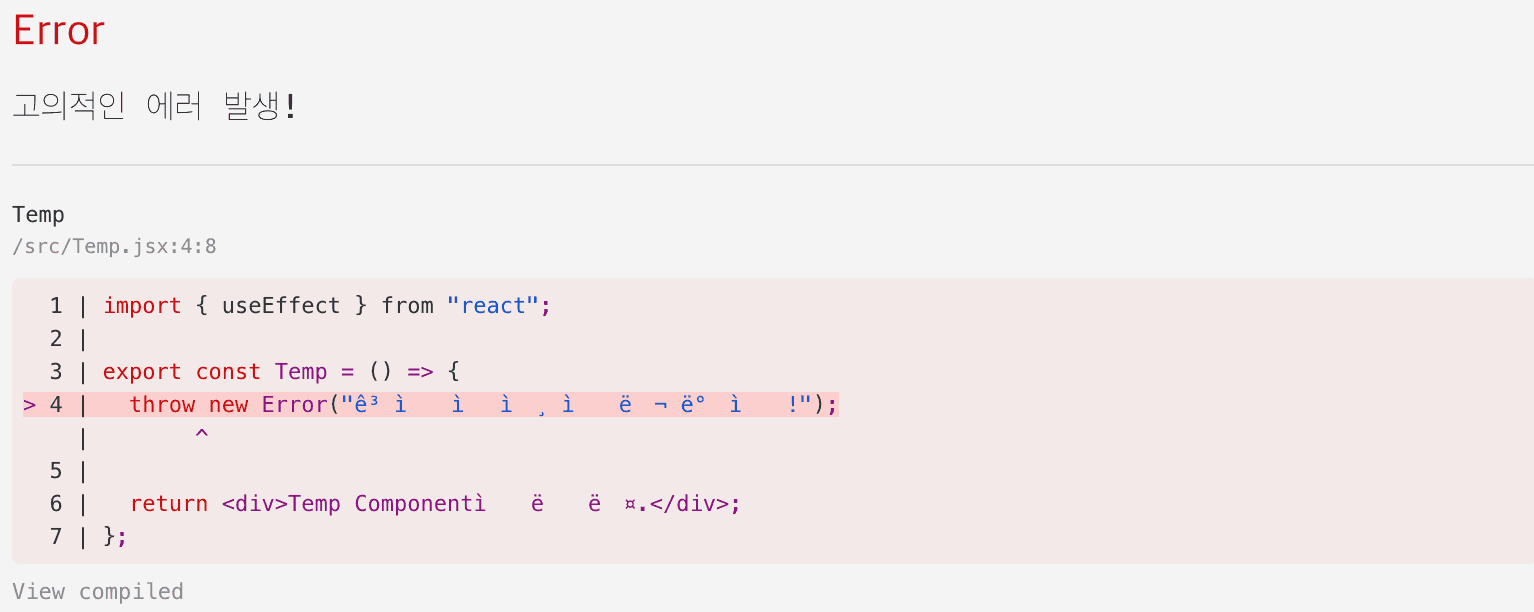 Error
고의적인 에러 발생!
Temp
/src/Temp.jsx:4:8
1 | import { useEffect } from "react";
2 |
3 | export const Temp = () => {
> 4 |   throw new Error("ê³ ì ì ì ¸ ì ë ¬ ë° ì !");
|         ^
5 |
6 |   return <div>Temp Componentì ë ë ¤.</div>;
7 | };
View compiled